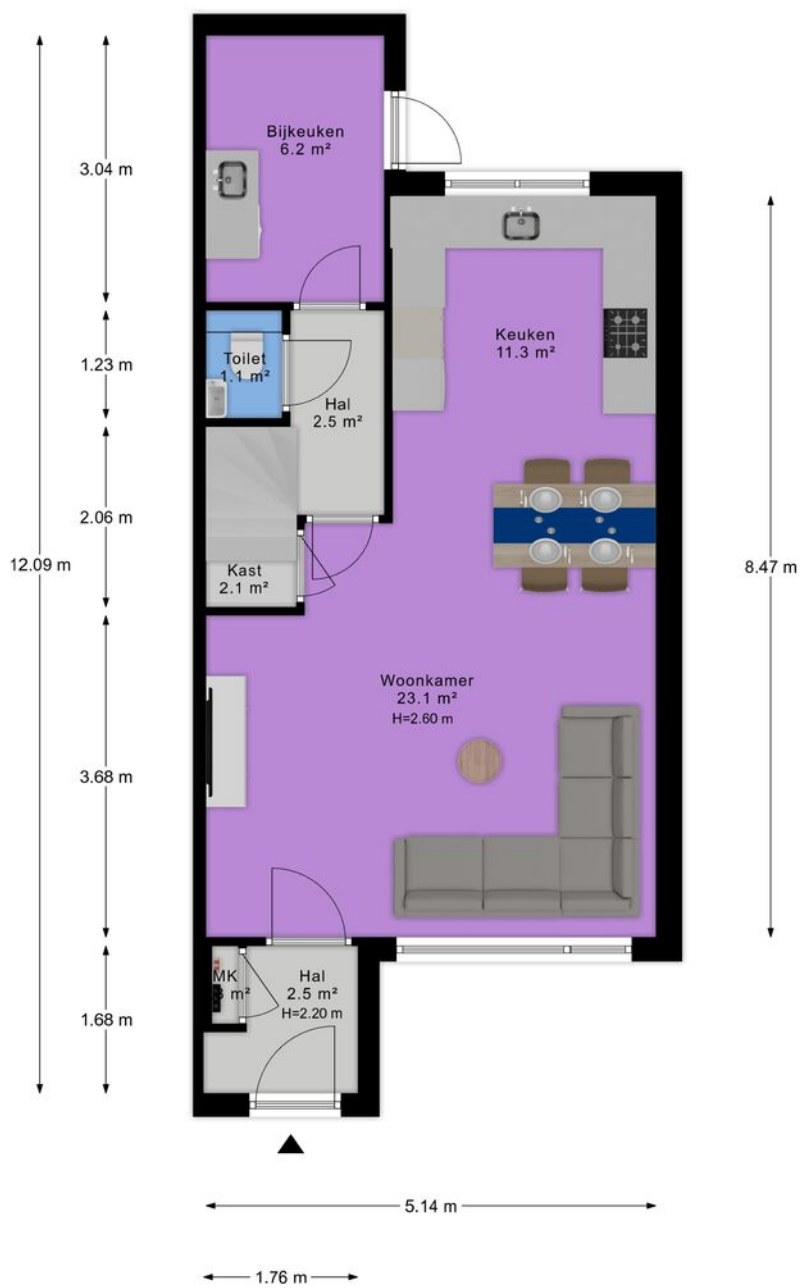 Bijkeuken
6.2 m²
3.04 m
Keuken
11.3 m²
Toilet
1.1 m²
1.23 m
Hal
2.5 m²
2.06 m
12.09 m
8.47 m
Kast
2.1 m²
Woonkamer
23.1 m²
H=2.60 m
3.68 m
MK
m²
Hal
2.5 m²
H=2.20 m
1.68 m
5.14 m
1.76 m